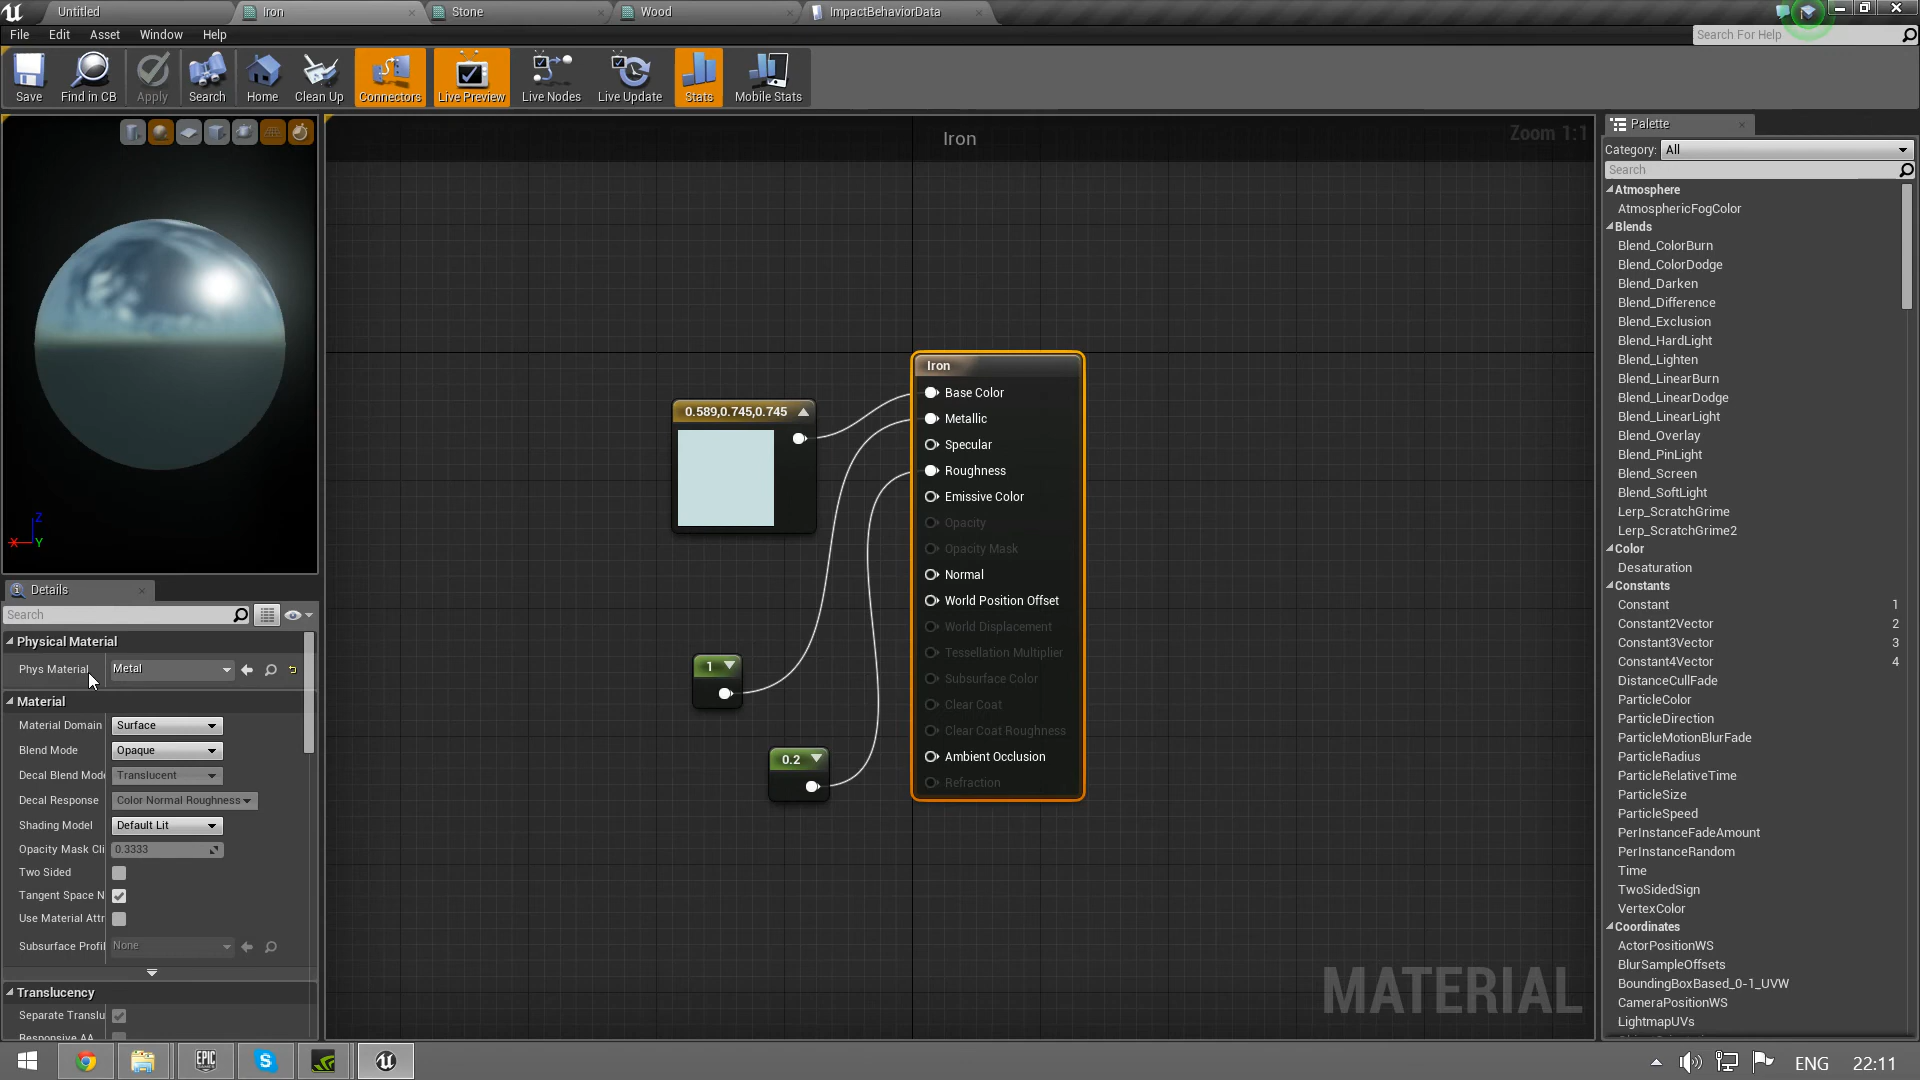 Untitled
Iron
Stone
Wood
ImpactBehaviorData
File
Edit
Asset
Window
Help
Search For Help
Save
Find in CB
Apply
Search
Home
Clean Up
Connectors
Live Preview
Live Nodes
Live Update
Stats
Mobile Stats
Z
X
Y
Details
Search
Physical Material
Phys Material
Metal
Material
Material Domain
Surface
Blend Mode
Opaque
Decal Blend Mod
Translucent
Decal Response
Color Normal Roughness
Shading Model
Default Lit
Opacity Mask Cli
0.3333
Two Sided
Tangent Space N
Use Material Attr
Subsurface Profil
None
Translucency
Separate Translu
Responsive AA
Iron
Zoom 1:1
0.589,0.745,0.745
1
0.2
Iron
Base Color
Metallic
Specular
Roughness
Emissive Color
Opacity
Opacity Mask
Normal
World Position Offset
World Displacement
Tessellation Multiplier
Subsurface Color
Clear Coat
Clear Coat Roughness
Ambient Occlusion
Refraction
MATERIAL
Palette
Category:
All
Search
Atmosphere
AtmosphericFogColor
Blends
Blend_ColorBurn
Blend_ColorDodge
Blend_Darken
Blend_Difference
Blend_Exclusion
Blend_HardLight
Blend_Lighten
Blend_LinearBurn
Blend_LinearDodge
Blend_LinearLight
Blend_Overlay
Blend_PinLight
Blend_Screen
Blend_SoftLight
Lerp_ScratchGrime
Lerp_ScratchGrime2
Color
Desaturation
Constants
Constant 1
Constant2Vector 2
Constant3Vector 3
Constant4Vector 4
DistanceCullFade
ParticleColor
ParticleDirection
ParticleMotionBlurFade
ParticleRadius
ParticleRelativeTime
ParticleSize
ParticleSpeed
PerInstanceFadeAmount
PerInstanceRandom
Time
TwoSidedSign
VertexColor
Coordinates
ActorPositionWS
BlurSampleOffsets
BoundingBoxBased_0-1_UVW
CameraPositionWS
LightmapUVs
EPIC
ENG
22:11